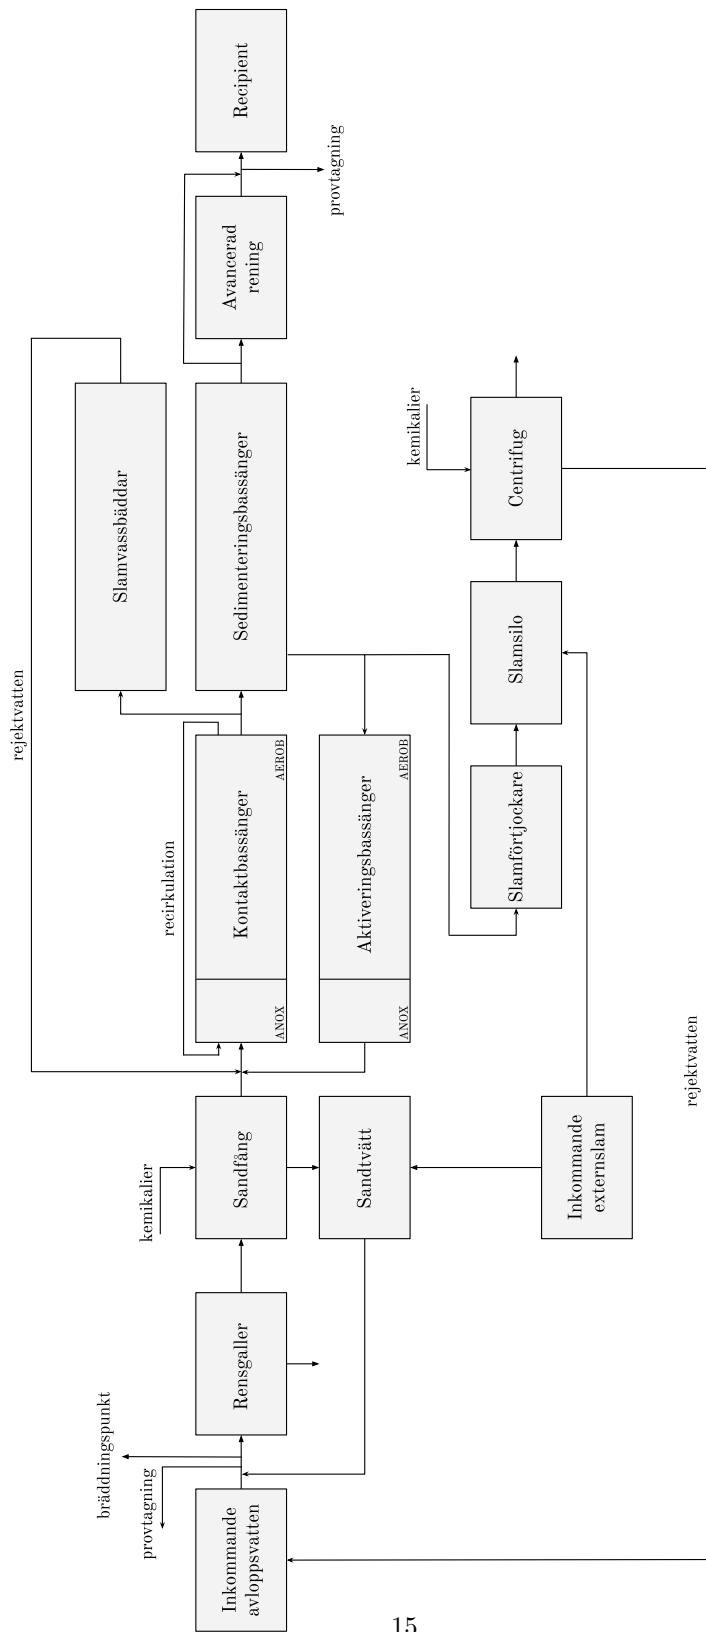 Inkommande
avloppsvatten
provtagning
bräddningspunkt
Rensgaller
kemikalier
Sandfång
Sandtvätt
Inkommande
externslam
rejektvatten
recirkulation
ANOX
Kontaktbassänger
AEROB
ANOX
Aktiveringsbassänger
AEROB
rejektvatten
Slamvassbäddar
Sedimenteringsbassänger
Slamförtjockare
Slamsilo
kemikalier
Centrifug
Avancerad
rening
provtagning
Recipient
15